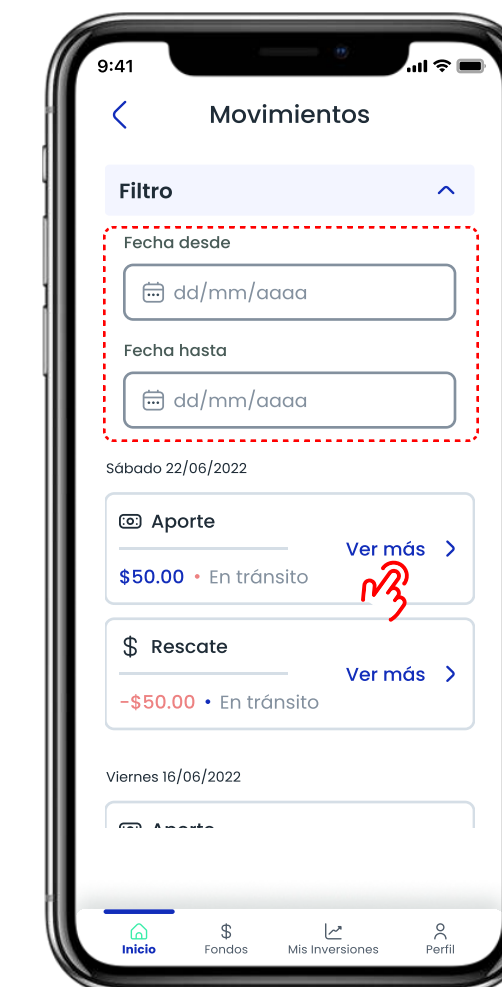 9:41
Movimientos
Filtro
Fecha desde
dd/mm/aaaa
Fecha hasta
dd/mm/aaaa
Sábado 22/06/2022
Aporte
Ver más
$50.00 • En tránsito
$ Rescate
Ver más
-$50.00 • En tránsito
Viernes 16/06/2022
Aporte
Inicio Fondos Mis Inversiones Perfil